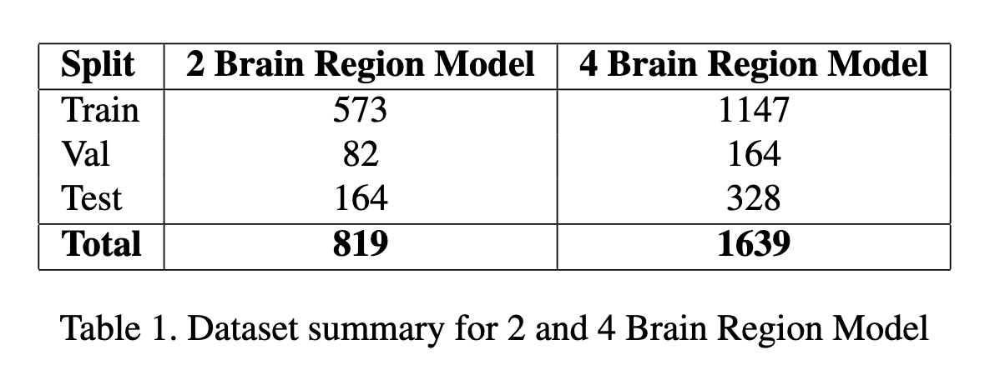 Split 2 Brain Region Model 4 Brain Region Model
Train 573 1147
Val 82 164
Test 164 328
Total 819 1639
Table 1. Dataset summary for 2 and 4 Brain Region Model